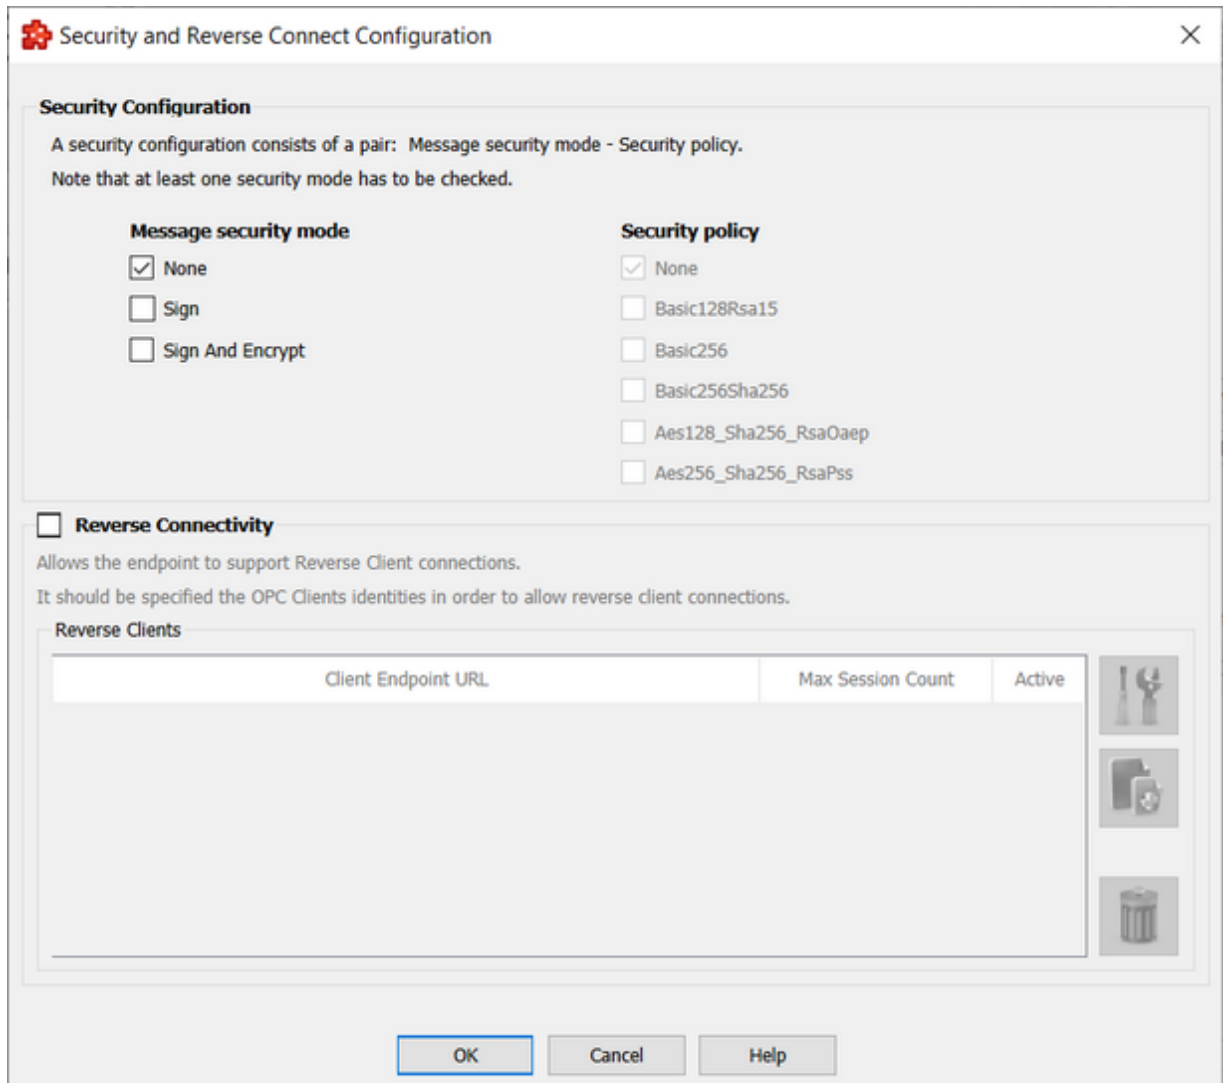 Security and Reverse Connect Configuration
Security Configuration
A security configuration consists of a pair: Message security mode - Security policy.
Note that at least one security mode has to be checked.
Message security mode
None
Sign
Sign And Encrypt
Security policy
None
Basic128Rsa15
Basic256
Basic256Sha256
Aes128_Sha256_RsaOaep
Aes256_Sha256_RsaPss
Reverse Connectivity
Allows the endpoint to support Reverse Client connections.
It should be specified the OPC Clients identities in order to allow reverse client connections.
Reverse Clients
Client Endpoint URL Max Session Count Active
OK Cancel Help